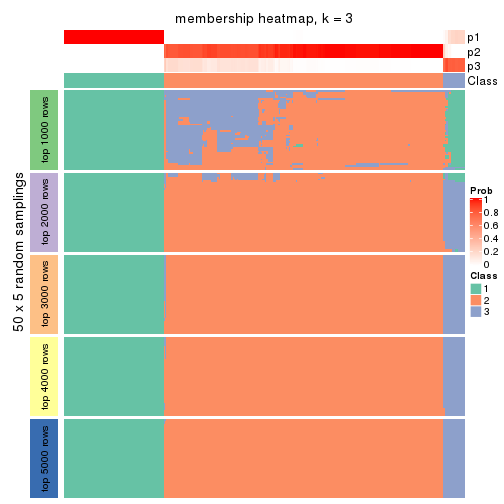 membership heatmap, k = 3
p1
p2
p3
Class
50 x 5 random samplings
top 1000 rows
top 2000 rows
top 3000 rows
top 4000 rows
top 5000 rows
Prob
1
0.8
0.6
0.4
0.2
0
Class
1
2
3